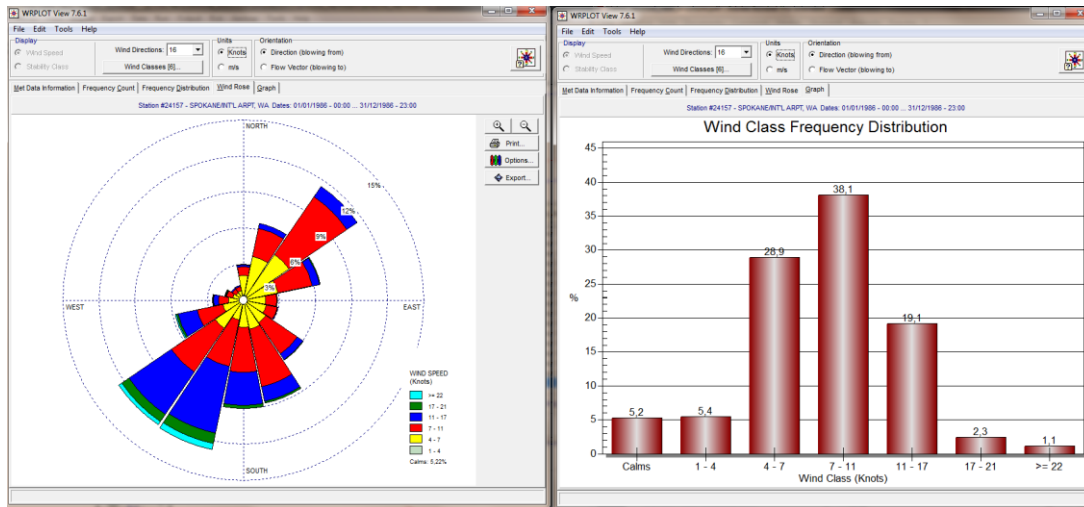 WRPLOT View 7.6.1
File Edit Tools Help
Display
Wind Speed
Stability Class
Wind Directions: 16
Wind Classes [6]...
Units
Knots
m/s
Orientation
Direction (blowing from)
Flow Vector (blowing to)
Met Data Information Frequency Count Frequency Distribution Wind Rose Graph
Station #24157 - SPOKANE/INT'L ARPT, WA Dates: 01/01/1986 - 00:00 ... 31/12/1986 - 23:00
NORTH
15%
12%
9%
6%
3%
WEST
EAST
SOUTH
Print...
Options...
Export...
WIND SPEED
(Knots)
>= 22
17 - 21
11 - 17
7 - 11
4 - 7
1 - 4
Calms: 5,22%
WRPLOT View 7.6.1
File Edit Tools Help
Display
Wind Speed
Stability Class
Wind Directions: 16
Wind Classes [6]...
Units
Knots
m/s
Orientation
Direction (blowing from)
Flow Vector (blowing to)
Met Data Information Frequency Count Frequency Distribution Wind Rose Graph
Station #24157 - SPOKANE/INT'L ARPT, WA Dates: 01/01/1986 - 00:00 ... 31/12/1986 - 23:00
Wind Class Frequency Distribution
45
40
35
30
25
20
15
10
5
0
%
5,2
5,4
28,9
38,1
19,1
2,3
1,1
Calms 1 - 4 4 - 7 7 - 11 11 - 17 17 - 21 >= 22
Wind Class (Knots)